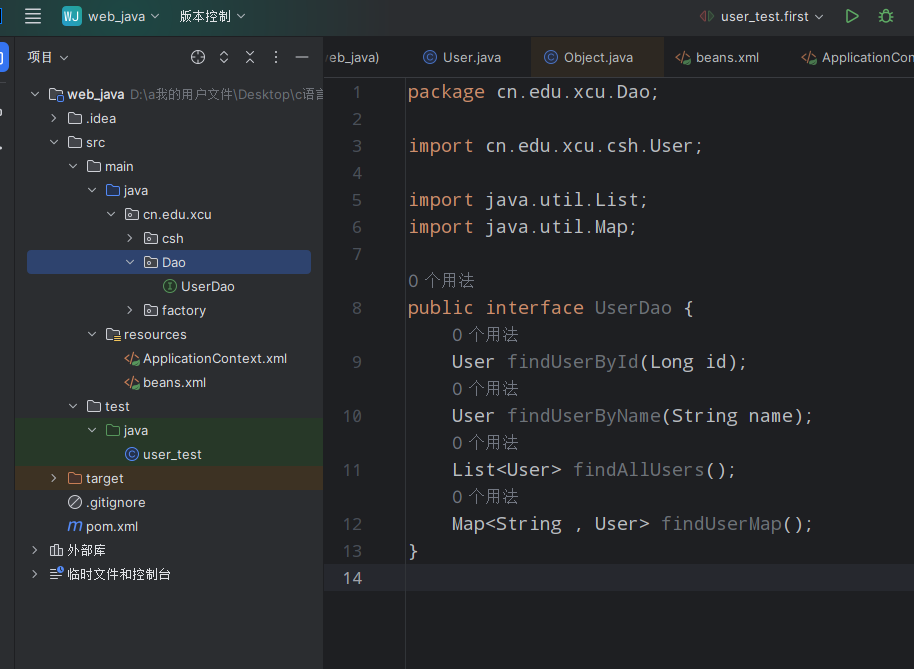 WJ web_java 版本控制 user_test.first
项目
web_java D:\a我的用户文件\Desktop\c语言
.idea
src
main
java
cn.edu.xcu
csh
Dao
UserDao
factory
resources
ApplicationContext.xml
beans.xml
test
java
user_test
target
.gitignore
pom.xml
外部库
临时文件和控制台
eb_java) User.java Object.java beans.xml ApplicationCon
1 package cn.edu.xcu.Dao;
2
3 import cn.edu.xcu.csh.User;
4
5 import java.util.List;
6 import java.util.Map;
7
0 个用法
8 public interface UserDao {
0 个用法
9 User findUserById(Long id);
0 个用法
10 User findUserByName(String name);
0 个用法
11 List<User> findAllUsers();
0 个用法
12 Map<String , User> findUserMap();
13 }
14